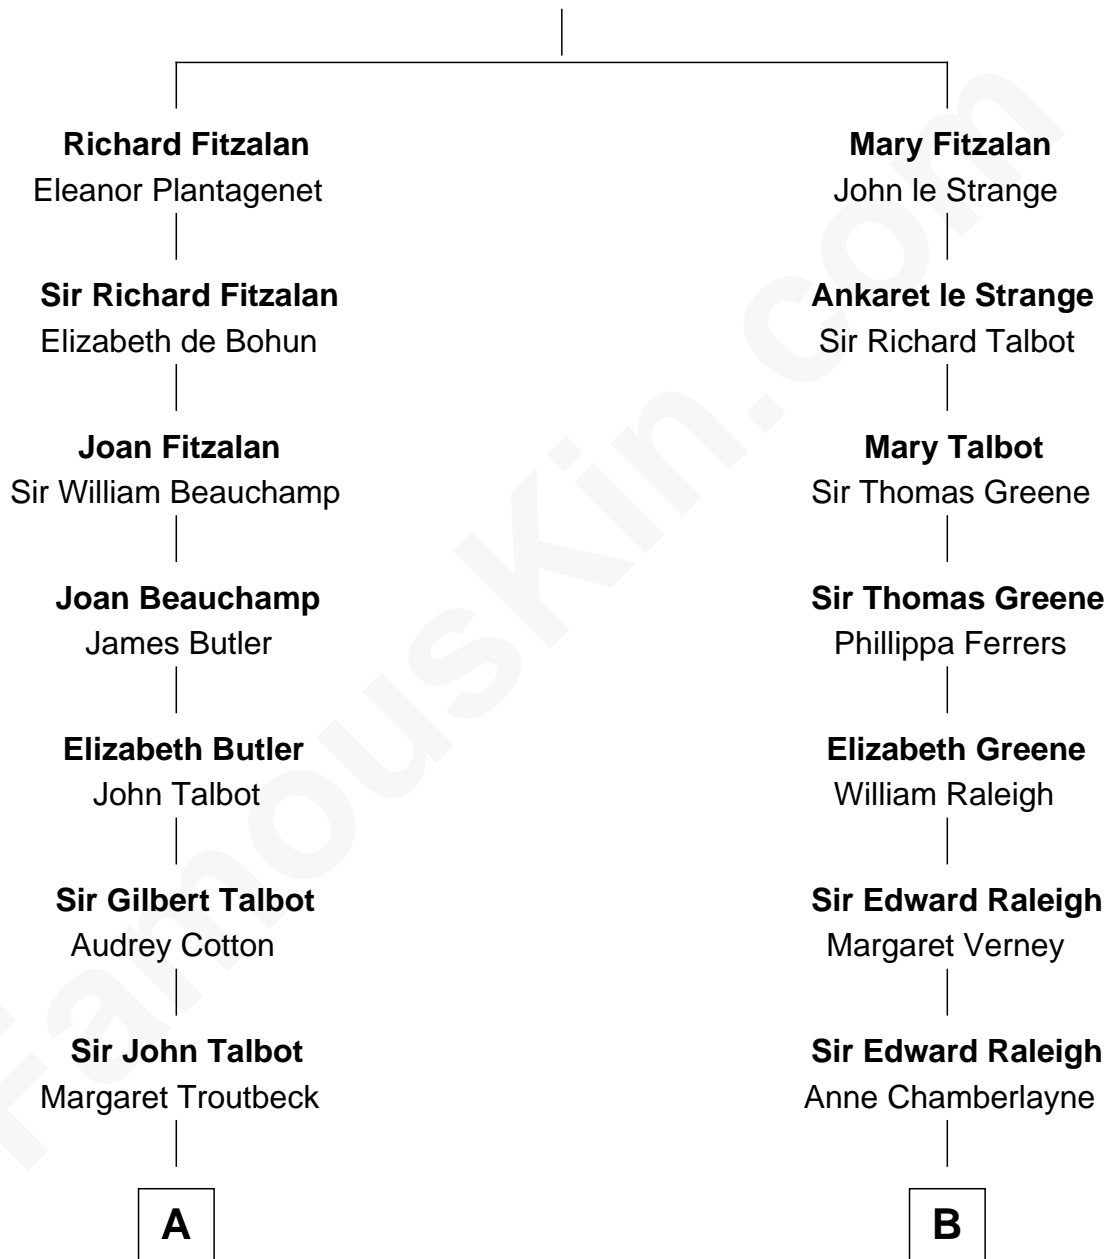 Richard Fitzalan
Eleanor Plantagenet
Sir Richard Fitzalan
Elizabeth de Bohun
Joan Fitzalan
Sir William Beauchamp
Joan Beauchamp
James Butler
Elizabeth Butler
John Talbot
Sir Gilbert Talbot
Audrey Cotton
Sir John Talbot
Margaret Troutbeck
A
Mary Fitzalan
John le Strange
Ankaret le Strange
Sir Richard Talbot
Mary Talbot
Sir Thomas Greene
Sir Thomas Greene
Phillippa Ferrers
Elizabeth Greene
William Raleigh
Sir Edward Raleigh
Margaret Verney
Sir Edward Raleigh
Anne Chamberlayne
B
FamousKin.com